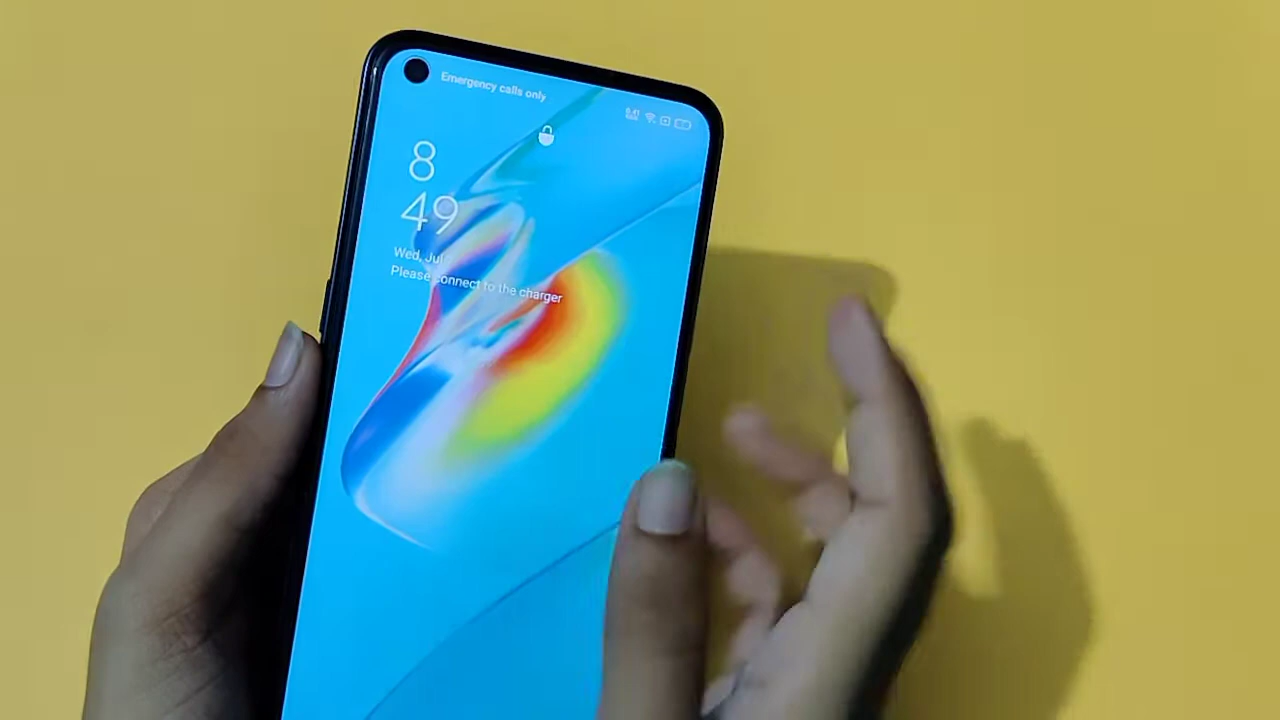 Emergency calls only
8
49
Wed, Jul
Please connect to the charger